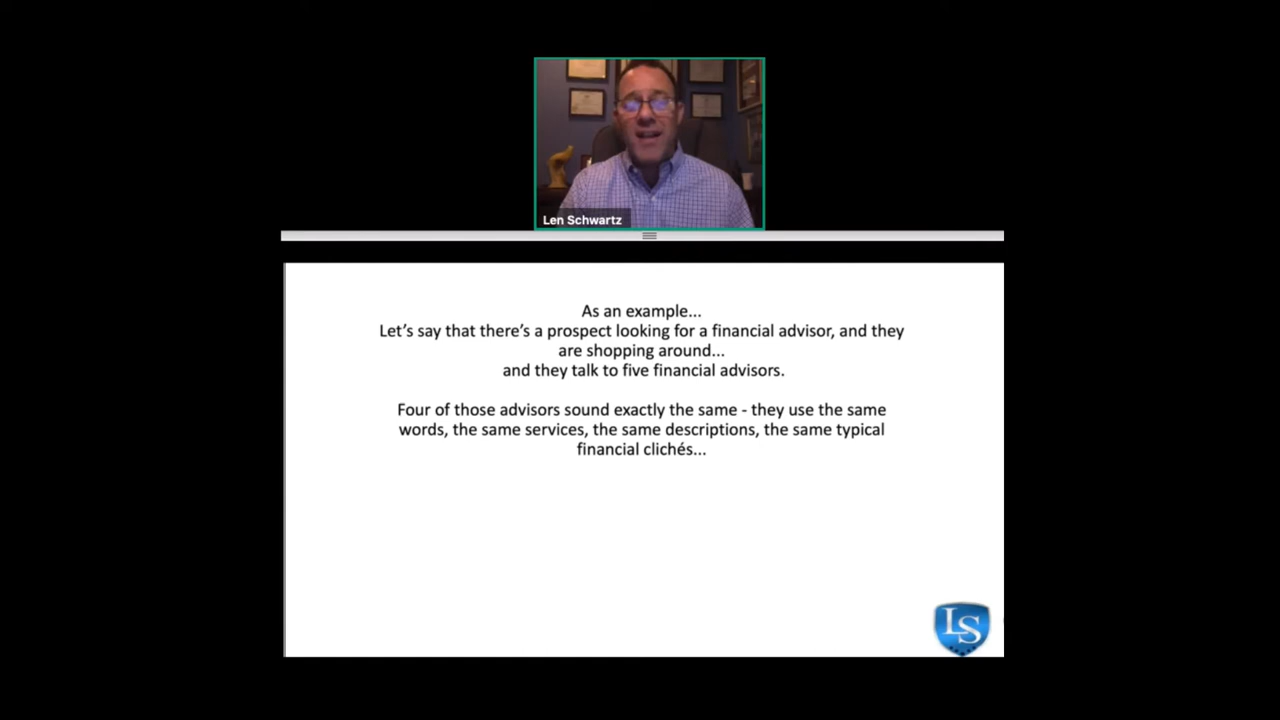 Len Schwartz
As an example...
Let's say that there's a prospect looking for a financial advisor, and they
are shopping around...
and they talk to five financial advisors.
Four of those advisors sound exactly the same - they use the same
words, the same services, the same descriptions, the same typical
financial clichés...
LS